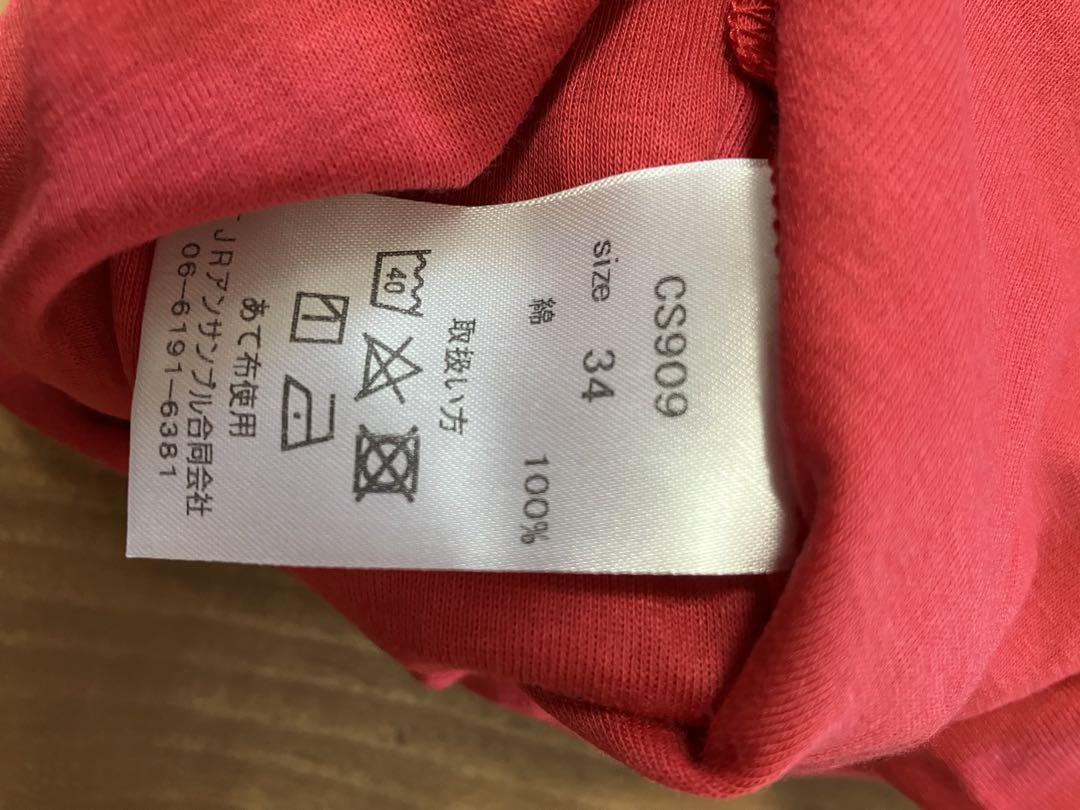 CS909
size 34
綿 100%
取扱い方
40
あて布使用
JRアンサンブル合同会社
06-6191-6381